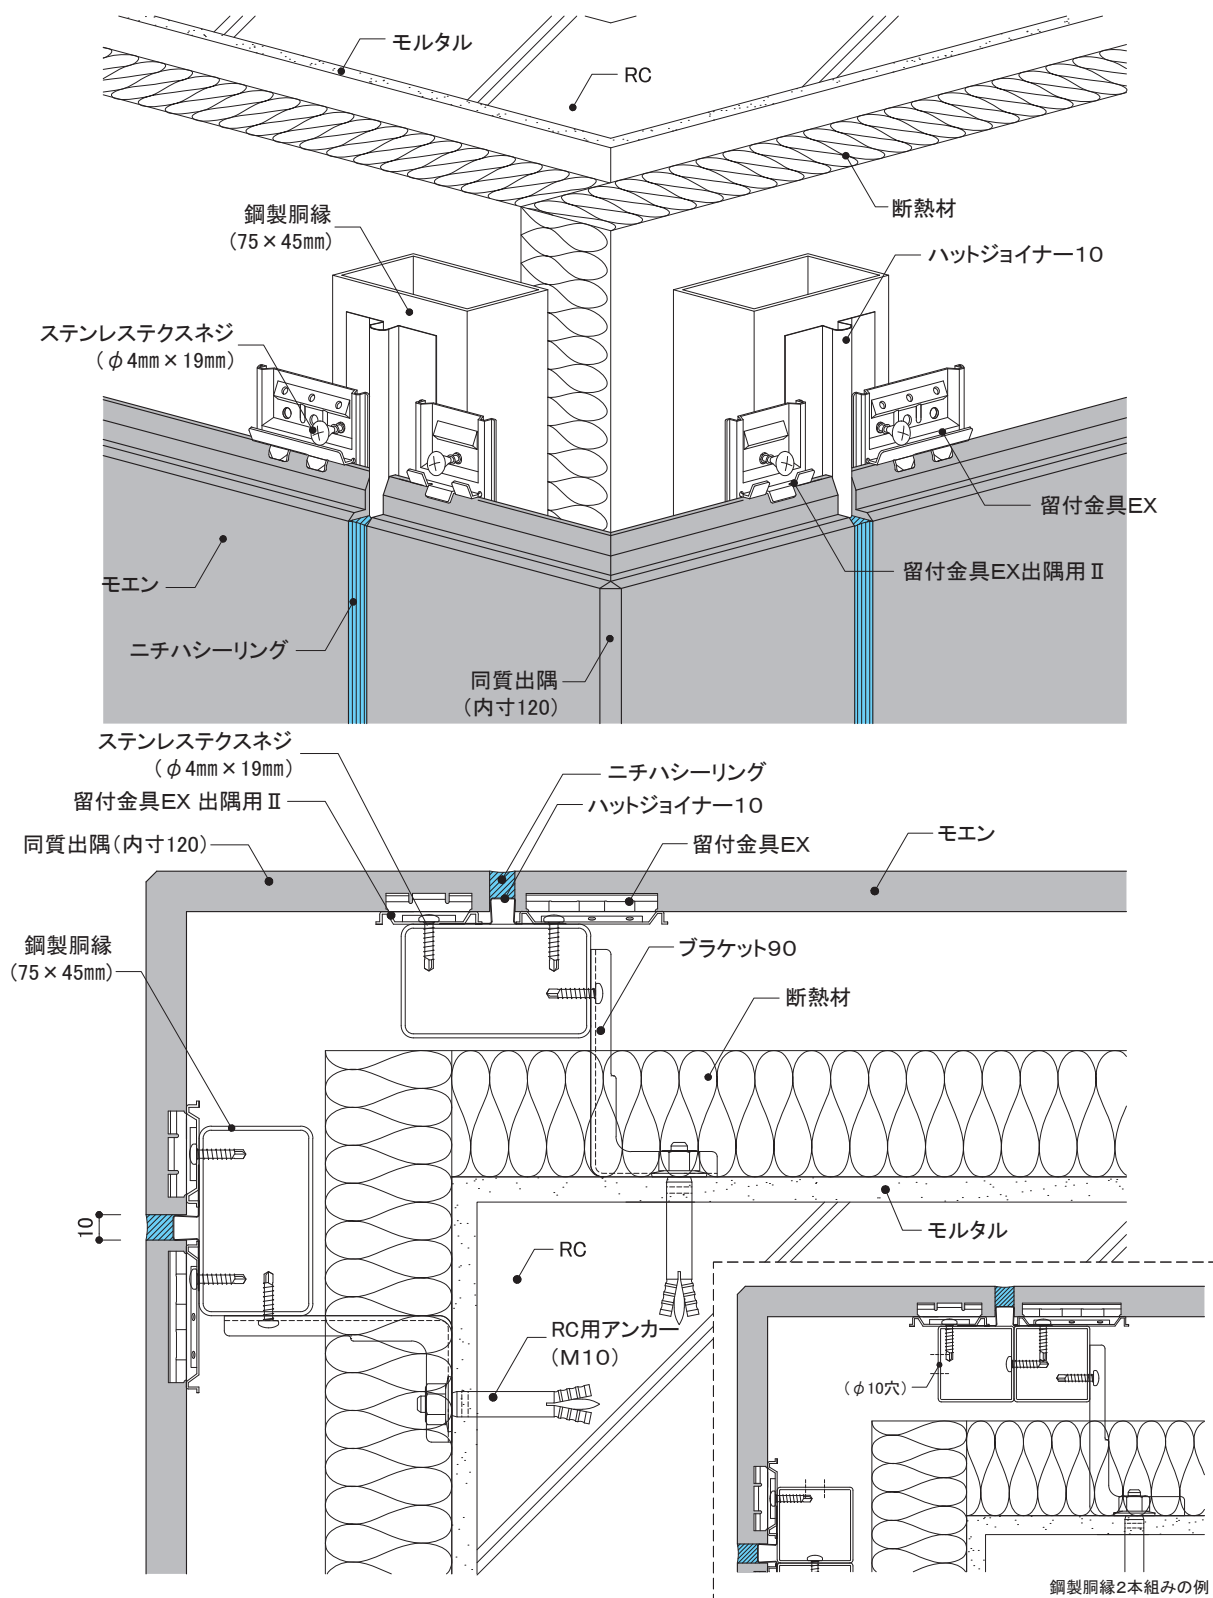 モルタル
RC
断熱材
鋼製胴縁
(75×45mm)
ハットジョイナー10
ステンレステクスネジ
(φ4mm×19mm)
留付金具EX
留付金具EX出隅用Ⅱ
モエン
ニチハシーリング
同質出隅
(内寸120)
ステンレステクスネジ
(φ4mm×19mm)
ニチハシーリング
留付金具EX 出隅用Ⅱ
ハットジョイナー10
同質出隅(内寸120)
留付金具EX
モエン
鋼製胴縁
(75×45mm)
ブラケット90
断熱材
10
モルタル
RC
RC用アンカー
(M10)
(φ10穴)
鋼製胴縁2本組みの例